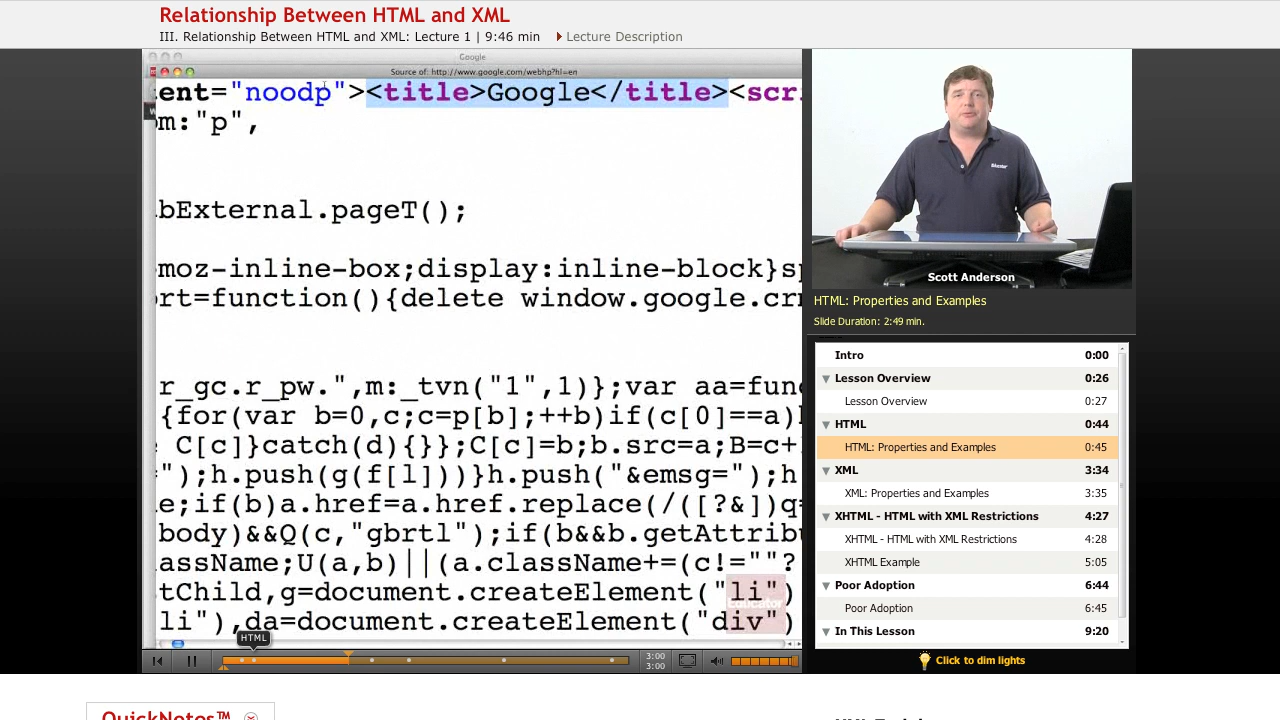 Relationship Between HTML and XML
III. Relationship Between HTML and XML: Lecture 1 | 9:46 min Lecture Description
Google
Source of: http://www.google.com/webhp?hl=en
ent="noodp"><title>Google</title><scr
m:"p",
bExternal.pageT();
moz-inline-box;display:inline-block}sp
rt=function(){delete window.google.crm
r_gc.r_pw.",m:_tvn("1",1)};var aa=func
{for(var b=0,c;c=p[b];++b)if(c[0]==a)
C[c]}catch(d){}};C[c]=b;b.src=a;B=c+
=");h.push(g(f[l]))}h.push("&emsg=");h
e;if(b)a.href=a.href.replace(/([?&])q=
body)&&Q(c,"gbrtl");if(b&&b.getAttribu
assName;U(a,b)||(a.className+=(c!=""?
tChild,g=document.createElement("li")
li"),da=document.createElement("div")
Educator
HTML
3:00
3:00
Scott Anderson
HTML: Properties and Examples
Slide Duration: 2:49 min.
Intro 0:00
Lesson Overview 0:26
Lesson Overview 0:27
HTML 0:44
HTML: Properties and Examples 0:45
XML 3:34
XML: Properties and Examples 3:35
XHTML - HTML with XML Restrictions 4:27
XHTML - HTML with XML Restrictions 4:28
XHTML Example 5:05
Poor Adoption 6:44
Poor Adoption 6:45
In This Lesson 9:20
Click to dim lights
QuickNotes™